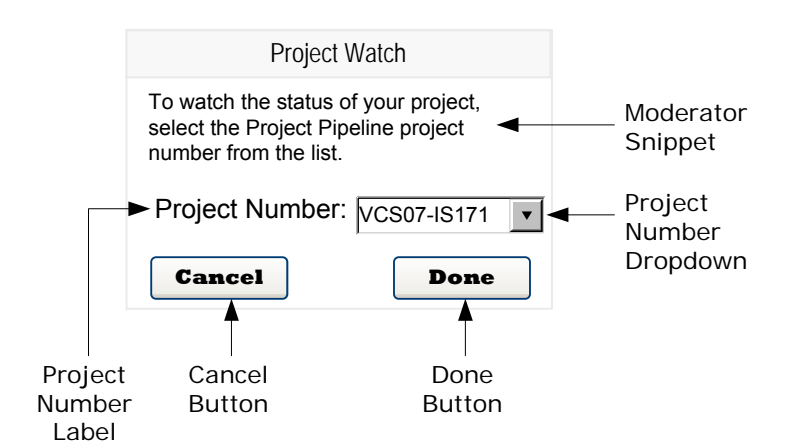 Project Watch
To watch the status of your project,
select the Project Pipeline project
number from the list.
Moderator
Snippet
Project Number:
VCS07-IS171
Project
Number
Dropdown
Cancel
Done
Project
Number
Label
Cancel
Button
Done
Button